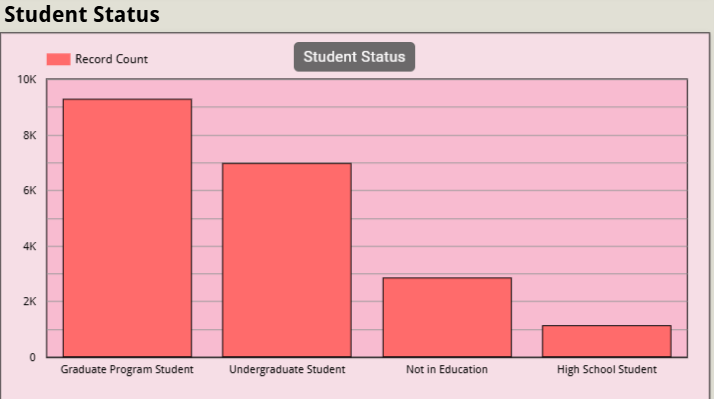 Student Status
Record Count
Student Status
10K
8K
6K
4K
2K
0
Graduate Program Student
Undergraduate Student
Not in Education
High School Student